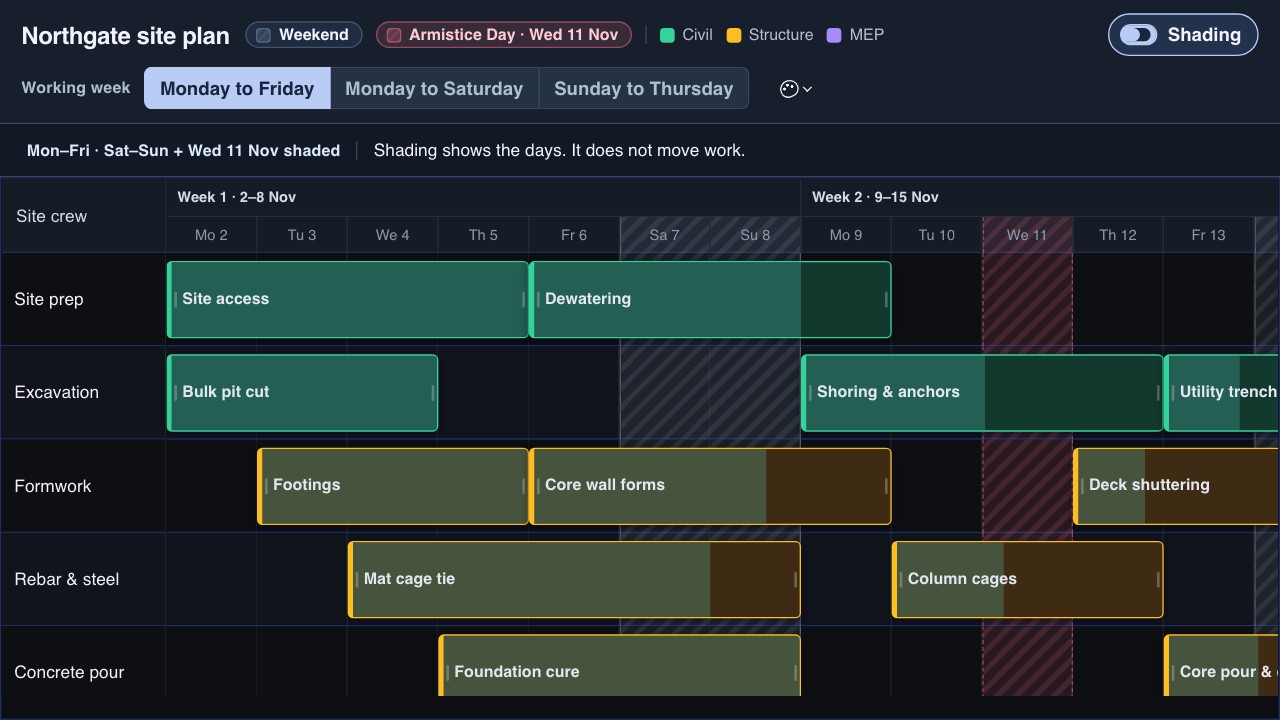 Northgate site plan
Weekend
Armistice Day · Wed 11 Nov
Civil
Structure
MEP
Shading
Working week
Monday to Friday
Monday to Saturday
Sunday to Thursday
Mon–Fri · Sat–Sun + Wed 11 Nov shaded
Shading shows the days. It does not move work.
Site crew
Week 1 · 2–8 Nov
Week 2 · 9–15 Nov
Mo 2
Tu 3
We 4
Th 5
Fr 6
Sa 7
Su 8
Mo 9
Tu 10
We 11
Th 12
Fr 13
Site prep
Site access
Dewatering
Excavation
Bulk pit cut
Shoring & anchors
Utility trench
Formwork
Footings
Core wall forms
Deck shuttering
Rebar & steel
Mat cage tie
Column cages
Concrete pour
Foundation cure
Core pour &